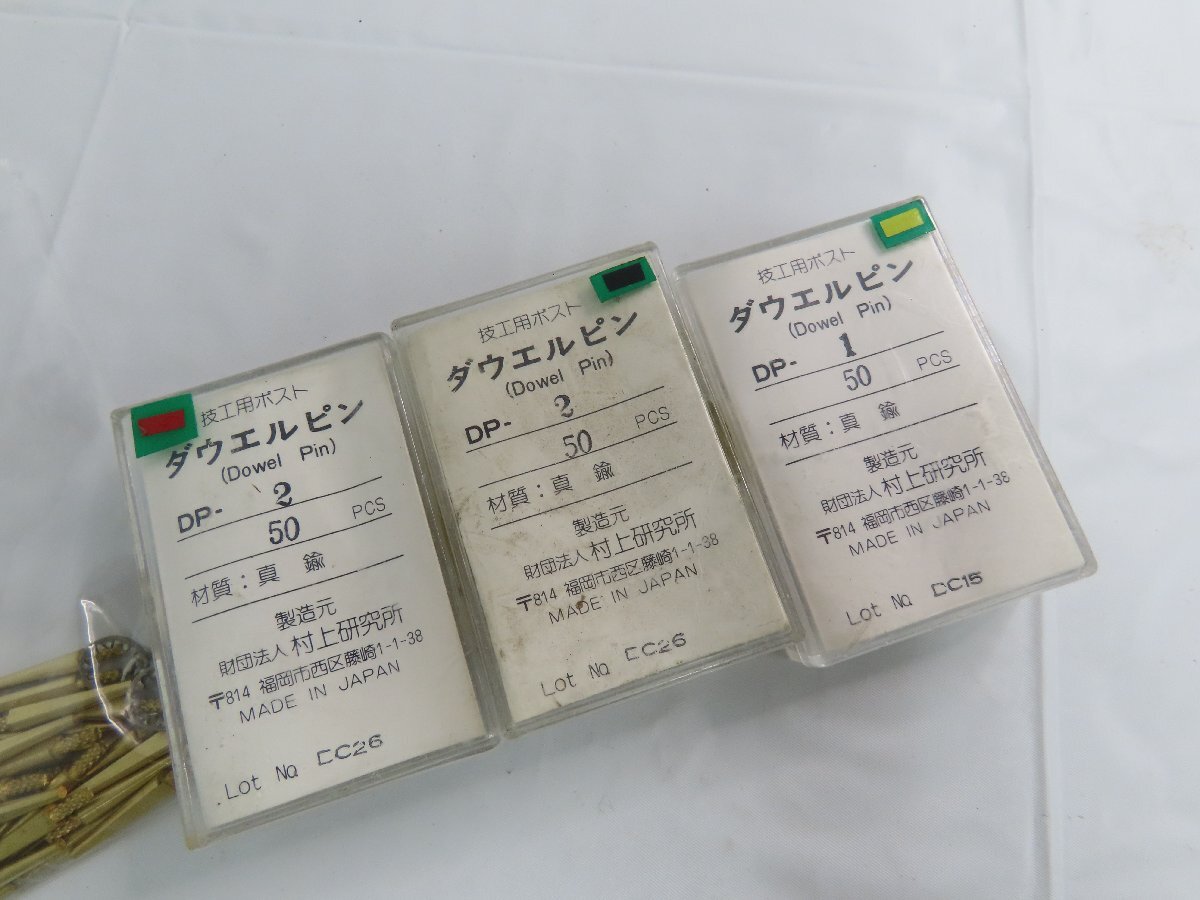 技工用ポスト
ダウエルピン
(Dowel Pin)
DP- 2
50 PCS
材質：真鍮
製造元
財団法人村上研究所
〒814 福岡市西区藤崎1-1-38
MADE IN JAPAN
Lot No DC26
技工用ポスト
ダウエルピン
(Dowel Pin)
DP- 2
50 PCS
材質：真鍮
製造元
財団法人村上研究所
〒814 福岡市西区藤崎1-1-38
MADE IN JAPAN
Lot No DC26
技工用ポスト
ダウエルピン
(Dowel Pin)
DP- 1
50 PCS
材質：真鍮
製造元
財団法人村上研究所
〒814 福岡市西区藤崎1-1-38
MADE IN JAPAN
Lot No DC15